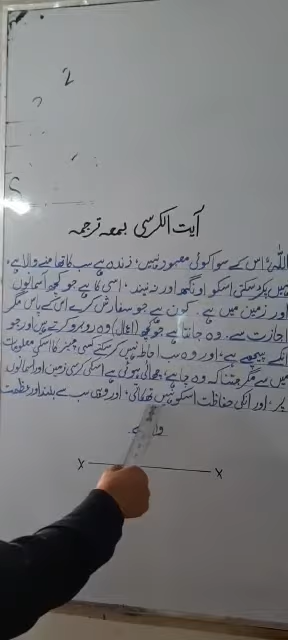 آیت الکرسی بمعہ ترجمہ
اللہ؛ اس کے سوا کوئی معبود نہیں، زندہ ہے سب کا تھامنے والا ہے،
نہیں پکڑ سکتی اسکو اونگھ اور نہ نیند، اسی کا ہے جو کچھ آسمانوں
اور زمین میں ہے، کون ہے جو سفارش کرے اس کے پاس مگر
اجازت سے۔ وہ جانتا ہے جو کچھ (اعمال) وہ روبرو کرتے ہیں اور جو
انکے پیچھے ہے، اور وہ سب احاطہ نہیں کر سکتے کسی چیز کا اسکی معلومات
میں سے مگر جتنا کہ وہ چاہے، چھائی ہوئی ہے اسکی کرسی زمین اور آسمانوں
پر، اور انکی حفاظت اسکو نہیں تھکاتی، اور وہی سب سے بلند اور عظمت